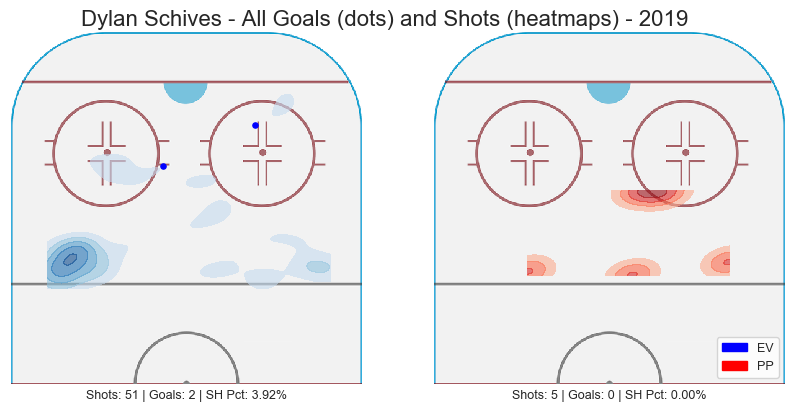 Dylan Schives - All Goals (dots) and Shots (heatmaps) - 2019
EV
PP
Shots: 51 | Goals: 2 | SH Pct: 3.92%
Shots: 5 | Goals: 0 | SH Pct: 0.00%